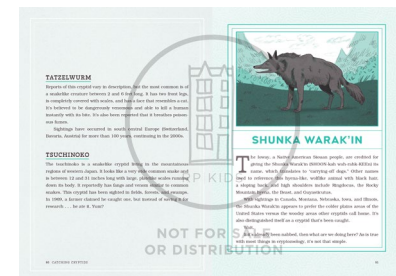 TATZELWURM
Reports of this cryptid vary in description, but the most common is of
a snakelike creature between 2 and 6 feet long. It has two front legs,
is completely covered with scales, and has a face that resembles a cat.
It's believed to be dangerously venomous and able to kill a human
instantly with its bite. It's also been reported that it breathes poison-
ous fumes.
Sightings have occurred in much central Europe (Switzerland,
Bavaria, Austria) for more than 100 years, continuing in the 2000s.
TSUCHINOKO
The tsuchinoko is a snakelike cryptid living in the mountainous
regions of western Japan. It looks like a very wide common snake and
is between 12 and 31 inches long with large, platelike scales running
down its body. It reportedly has fangs and venom similar to common
snakes. This cryptid has been sighted in fields, forests, and swamps.
In 1969, a farmer claimed he caught one, but instead of saving it for
research . . . he ate it. Yum?
SHUNKA WARAK'IN
The Ioway, a Native American Siouan people, are credited for
giving the Shunka Warak'in
name, which translates to "carrying-off dogs." Other names
used to reference this hyena-like, wolflike animal with black hair,
a sloping back, and high shoulders include Ringdocus, the Rocky
Mountain hyena, the Beast, and Guyasuticus.
With sightings in Canada, Montana, Nebraska, Iowa, and Illinois,
the Shunka Warak'in appears to prefer the colder plains areas of the
United States versus the woodsy areas other cryptids call home. It's
also distinguished itself as a cryptid that's been caught.
Wait . . .
If it's already been nabbed, then what are we doing here? As is true
with most things in cryptozoology, it's not that simple.
KIDS
NOT FOR SALE
OR DISTRIBUTION
CATCHING CRYPTIDS